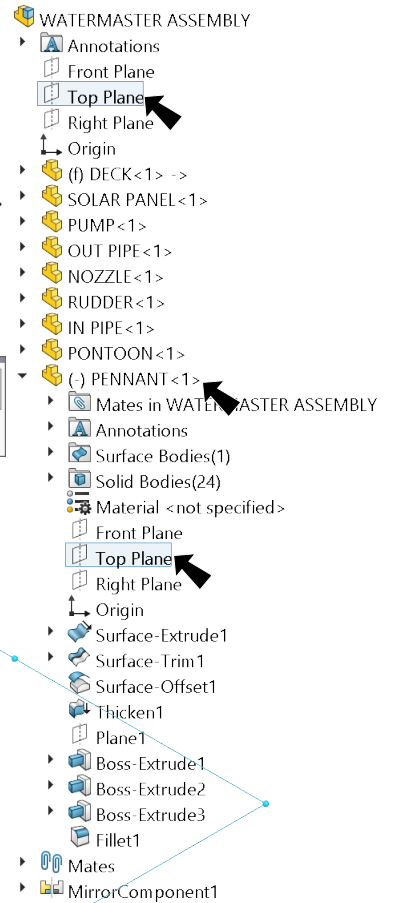 WATERMASTER ASSEMBLY
Annotations
Front Plane
Top Plane
Right Plane
Origin
(f) DECK<1> ->
SOLAR PANEL<1>
PUMP<1>
OUT PIPE<1>
NOZZLE<1>
RUDDER<1>
IN PIPE<1>
PONTOON<1>
(-) PENNANT<1>
Mates in WATERMASTER ASSEMBLY
Annotations
Surface Bodies(1)
Solid Bodies(24)
Material <not specified>
Front Plane
Top Plane
Right Plane
Origin
Surface-Extrude1
Surface-Trim1
Surface-Offset1
Thicken1
Plane1
Boss-Extrude1
Boss-Extrude2
Boss-Extrude3
Fillet1
Mates
MirrorComponent1